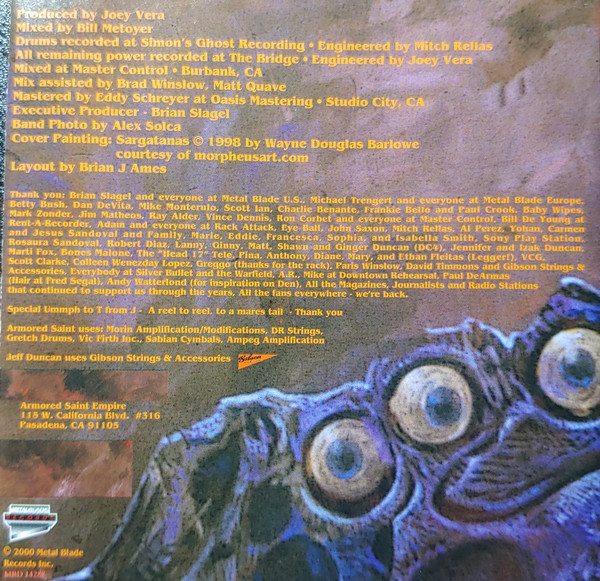 Produced by Joey Vera
Mixed by Bill Metoyer
Drums recorded at Simon's Ghost Recording • Engineered by Mitch Rellas
All remaining power recorded at The Bridge • Engineered by Joey Vera
Mixed at Master Control • Burbank, CA
Mix assisted by Brad Winslow, Matt Quave
Mastered by Eddy Schreyer at Oasis Mastering • Studio City, CA
Executive Producer - Brian Slagel
Band Photo by Alex Solca
Cover Painting: Sargatanas © 1998 by Wayne Douglas Barlowe
courtesy of morpheusart.com
Layout by Brian J Ames
Thank you: Brian Slagel and everyone at Metal Blade U.S., Michael Trengert and everyone at Metal Blade Europe,
Betty Bush, Dan DeVita, Mike Monterulo, Scott Ian, Charlie Benante, Frankie Bello and Paul Crook, Baby Wipes,
Mark Zonder, Jim Matheos, Ray Alder, Vince Dennis, Ron Corbet and everyone at Master Control, Bill De Young at
Rent-A-Recorder, Adam and everyone at Rack Attack, Eye Ball, John Saxon, Mitch Rellas, Al Perez, Yohan, Carmen
and Jesus Sandoval and Family, Marie, Eddie, Francesca, Sophia, and Isabella Smith, Sony Play Station,
Rosaura Sandoval, Robert Diaz, Lanny, Ginny, Matt, Shawn and Ginger Duncan (DC4), Jennifer and Izak Duncan,
Marti Fox, Bones Malone, The "Head 17" Tele, Pina, Anthony, Diane, Mary, and Ethan Fleitas (Legger!), VCG,
Scott Clarke, Colleen Wenezday Lopez, Greggo (thanks for the rack), Paris Winslow, David Timmons and Gibson Strings &
Accessories, Everybody at Silver Bullet and the Warfield, A.R., Mike at Downtown Rehearsal, Paul DeArmas
(Hair at Fred Segal), Andy Watterlond (for inspiration on Den), All the Magazines, Journalists and Radio Stations
that continued to support us through the years, All the fans everywhere - we're back.
Special Ummph to T from J - A reel to reel, to a mares tail - Thank you
Armored Saint uses: Morin Amplification/Modifications, DR Strings,
Gretch Drums, Vic Firth Inc., Sabian Cymbals, Ampeg Amplification
Jeff Duncan uses Gibson Strings & Accessories Gibson
Armored Saint Empire
115 W. California Blvd. #316
Pasadena, CA 91105
METAL BLADE
RECORDS
© 2000 Metal Blade
Records Inc.